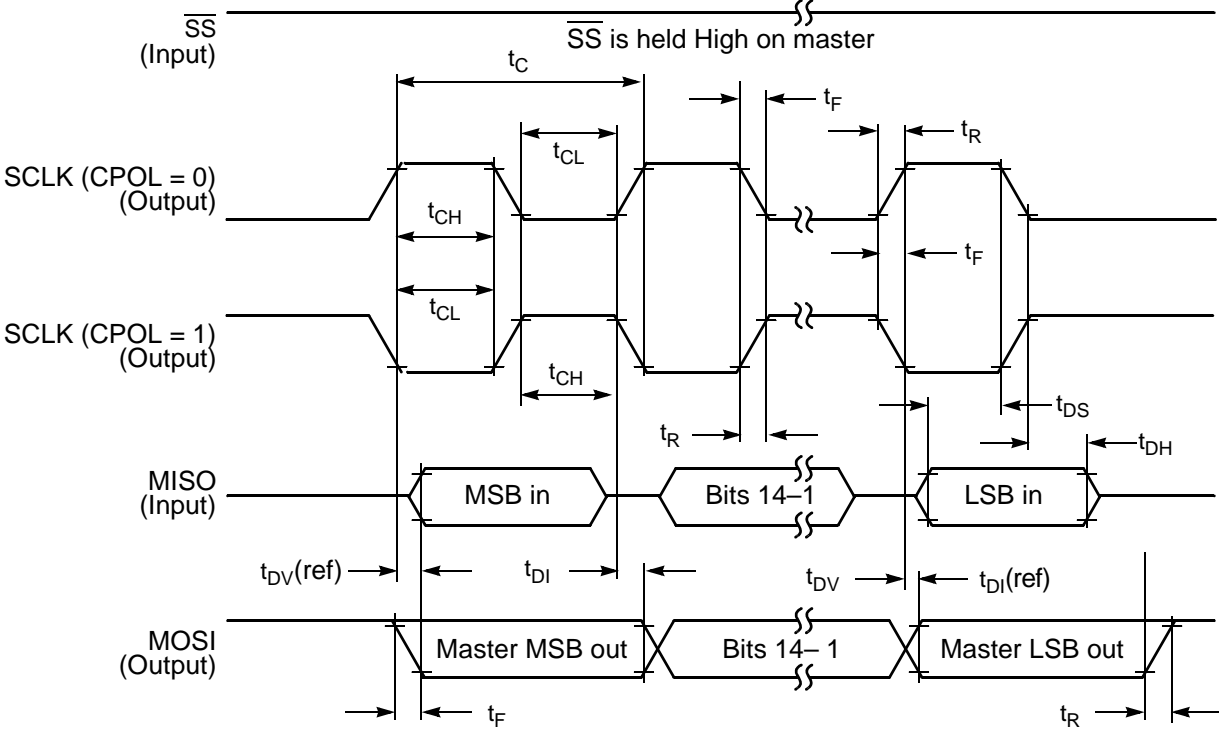 SS
(Input)
SS is held High on master
tC
tF
tR
tCL
SCLK (CPOL = 0)
(Output)
tCH
tF
tCL
SCLK (CPOL = 1)
(Output)
tCH
tDS
tR
tDH
MISO
(Input)
MSB in
Bits 14–1
LSB in
tDV(ref)
tDI
tDV
tDI(ref)
MOSI
(Output)
Master MSB out
Bits 14– 1
Master LSB out
tF
tR